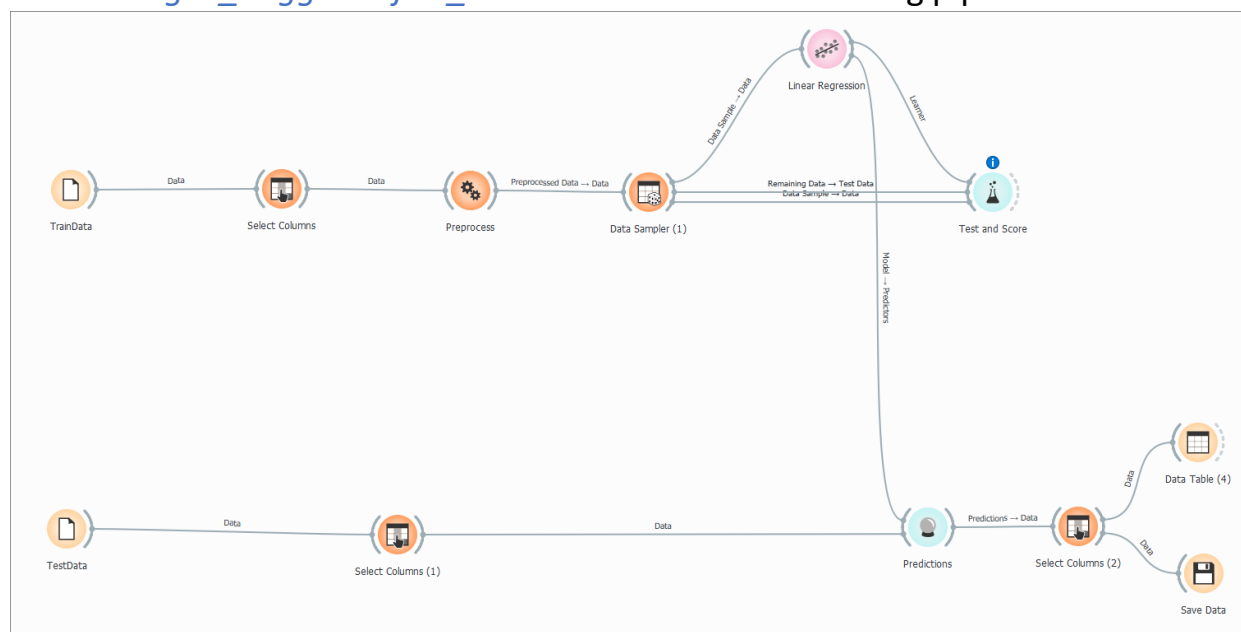 Linear Regression
Data Sample → Data
Learner
Data
Data
Preprocessed Data → Data
Remaining Data → Test Data
Data Sample → Data
TrainData
Select Columns
Preprocess
Data Sampler (1)
Test and Score
Model → Predictors
Data
Data Table (4)
Data
Data
Predictions → Data
Data
TestData
Select Columns (1)
Predictions
Select Columns (2)
Save Data